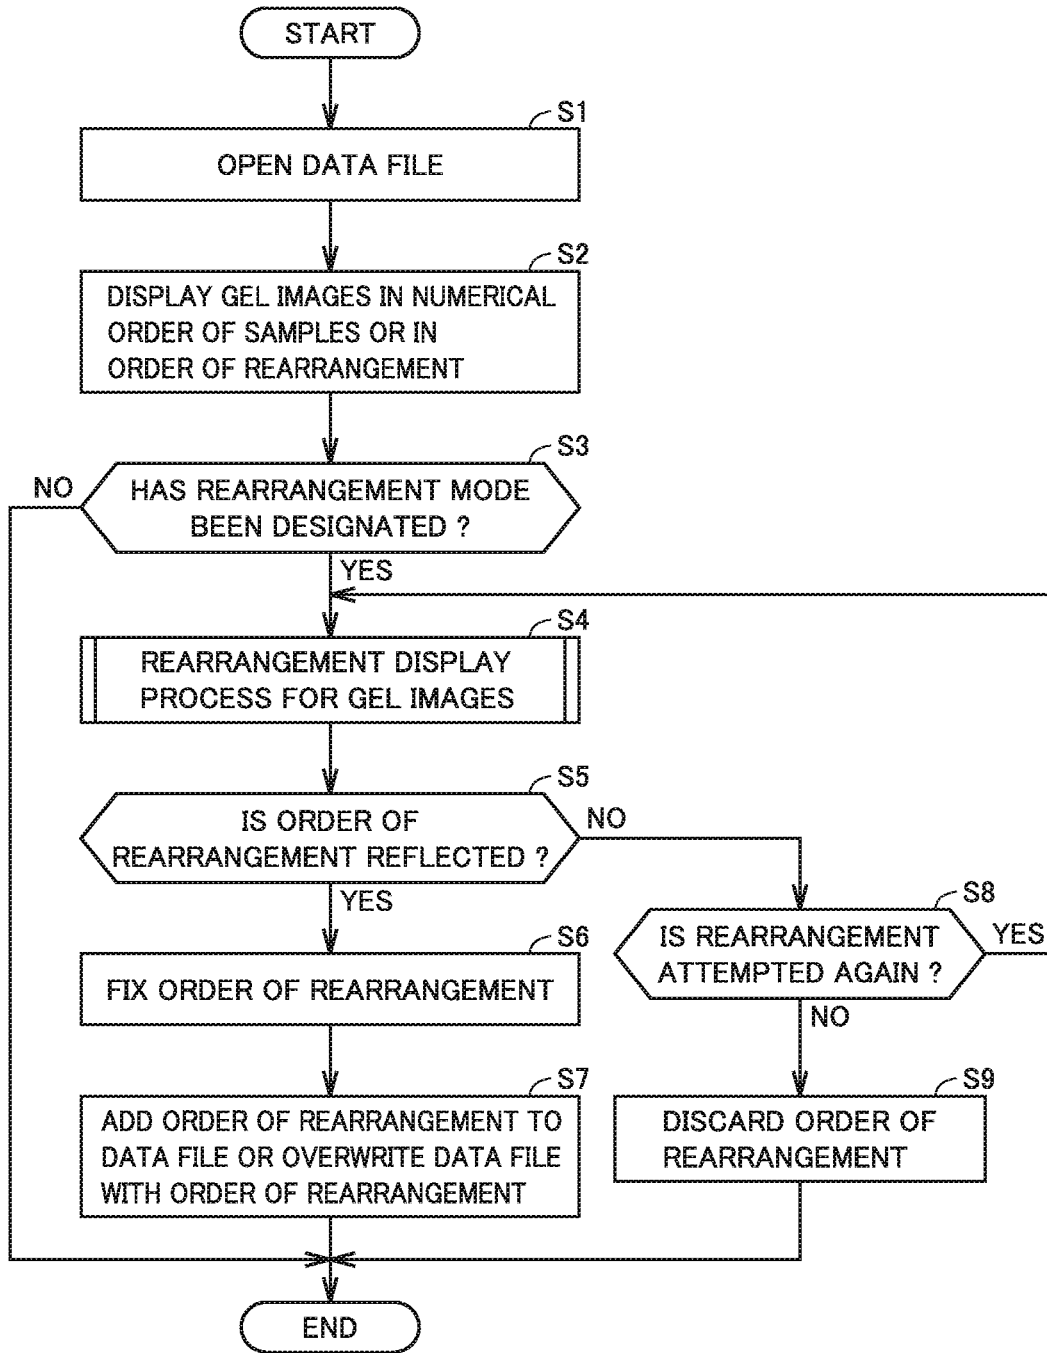 START
S1
OPEN DATA FILE
S2
DISPLAY GEL IMAGES IN NUMERICAL
ORDER OF SAMPLES OR IN
ORDER OF REARRANGEMENT
S3
NO
HAS REARRANGEMENT MODE
BEEN DESIGNATED ?
YES
S4
REARRANGEMENT DISPLAY
PROCESS FOR GEL IMAGES
S5
IS ORDER OF
REARRANGEMENT REFLECTED ?
NO
YES
S8
IS REARRANGEMENT
ATTEMPTED AGAIN ?
YES
NO
S6
FIX ORDER OF REARRANGEMENT
S7
ADD ORDER OF REARRANGEMENT TO
DATA FILE OR OVERWRITE DATA FILE
WITH ORDER OF REARRANGEMENT
S9
DISCARD ORDER OF
REARRANGEMENT
END